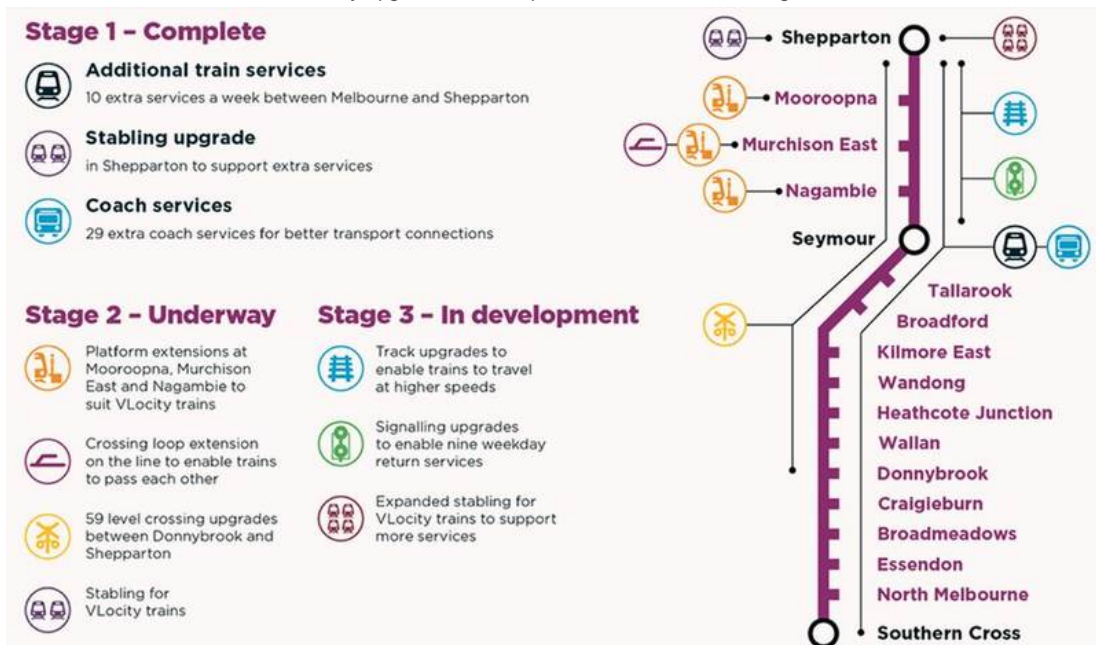 Stage 1 – Complete
Additional train services
10 extra services a week between Melbourne and Shepparton
Stabling upgrade
in Shepparton to support extra services
Coach services
29 extra coach services for better transport connections
Stage 2 – Underway
Platform extensions at
Mooroopna, Murchison
East and Nagambie to
suit VLocity trains
Crossing loop extension
on the line to enable trains
to pass each other
59 level crossing upgrades
between Donnybrook and
Shepparton
Stabling for
VLocity trains
Stage 3 – In development
Track upgrades to
enable trains to travel
at higher speeds
Signalling upgrades
to enable nine weekday
return services
Expanded stabling for
VLocity trains to support
more services
Shepparton
Mooroopna
Murchison East
Nagambie
Seymour
Tallarook
Broadford
Kilmore East
Wandong
Heathcote Junction
Wallan
Donnybrook
Craigieburn
Broadmeadows
Essendon
North Melbourne
Southern Cross